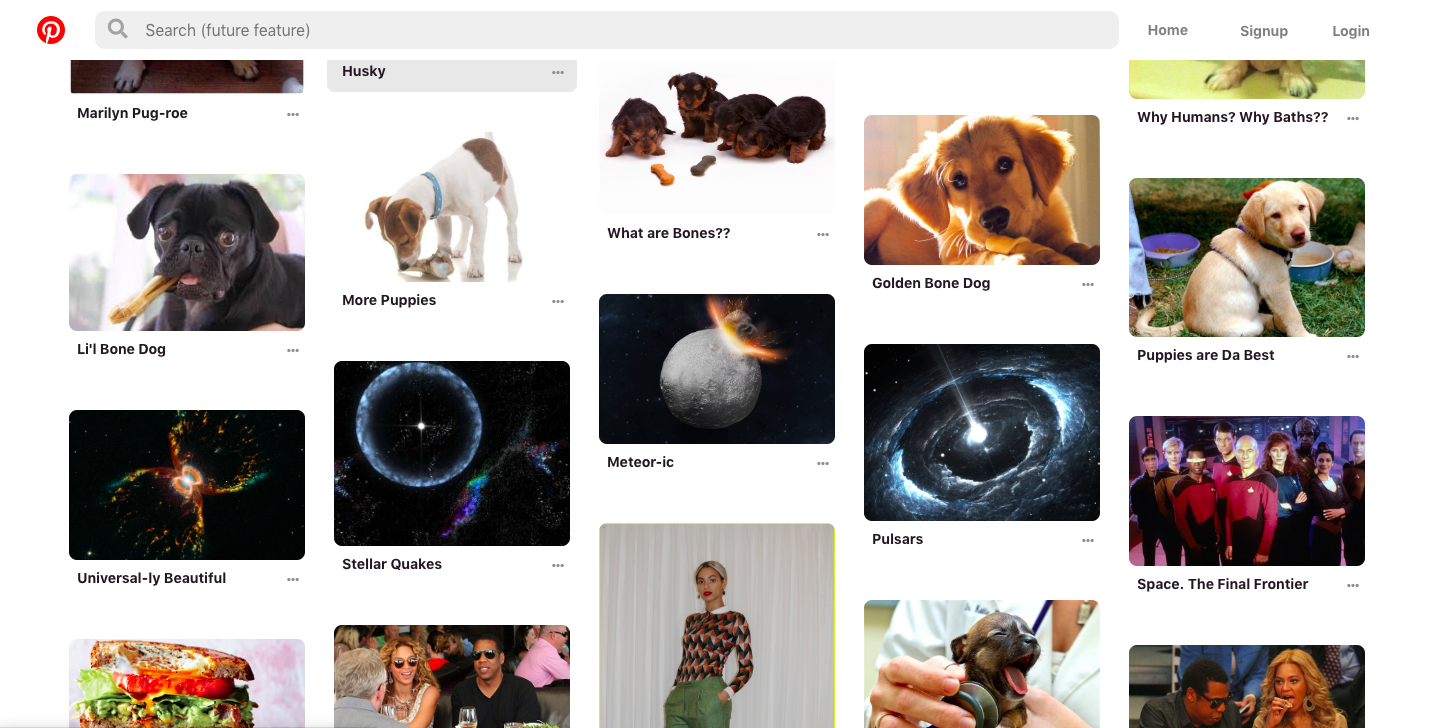 Search (future feature)
Home
Signup
Login
Marilyn Pug-roe
Husky
What are Bones??
Golden Bone Dog
Why Humans? Why Baths??
Li'l Bone Dog
More Puppies
Puppies are Da Best
Universal-ly Beautiful
Stellar Quakes
Meteor-ic
Pulsars
Space. The Final Frontier